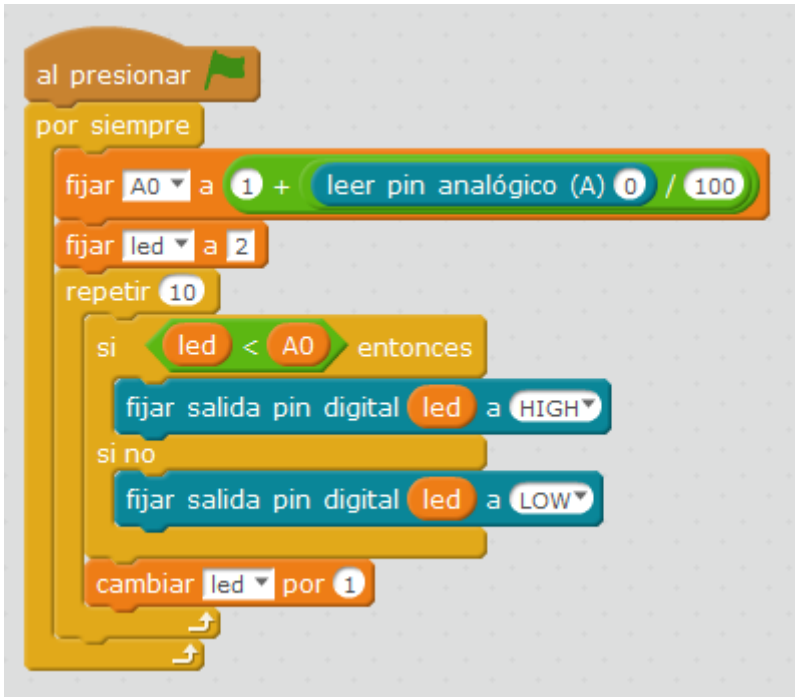 al presionar
por siempre
fijar A0 a 1 + leer pin analógico (A) 0 / 100
fijar led a 2
repetir 10
si led < A0 entonces
fijar salida pin digital led a HIGH
si no
fijar salida pin digital led a LOW
cambiar led por 1